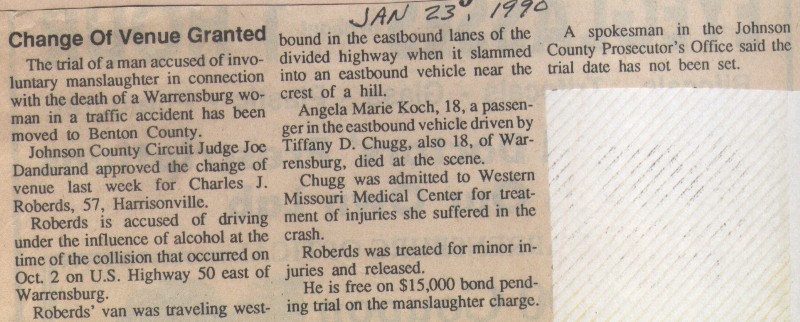 JAN 23, 1990
Change Of Venue Granted
The trial of a man accused of invo-
luntary manslaughter in connection
with the death of a Warrensburg wo-
man in a traffic accident has been
moved to Benton County.
Johnson County Circuit Judge Joe
Dandurand approved the change of
venue last week for Charles J.
Roberds, 57, Harrisonville.
Roberds is accused of driving
under the influence of alcohol at the
time of the collision that occurred on
Oct. 2 on U.S. Highway 50 east of
Warrensburg.
Roberds' van was traveling west-
bound in the eastbound lanes of the
divided highway when it slammed
into an eastbound vehicle near the
crest of a hill.
Angela Marie Koch, 18, a passen-
ger in the eastbound vehicle driven by
Tiffany D. Chugg, also 18, of War-
rensburg, died at the scene.
Chugg was admitted to Western
Missouri Medical Center for treat-
ment of injuries she suffered in the
crash.
Roberds was treated for minor in-
juries and released.
He is free on $15,000 bond pend-
ing trial on the manslaughter charge.
A spokesman in the Johnson
County Prosecutor's Office said the
trial date has not been set.